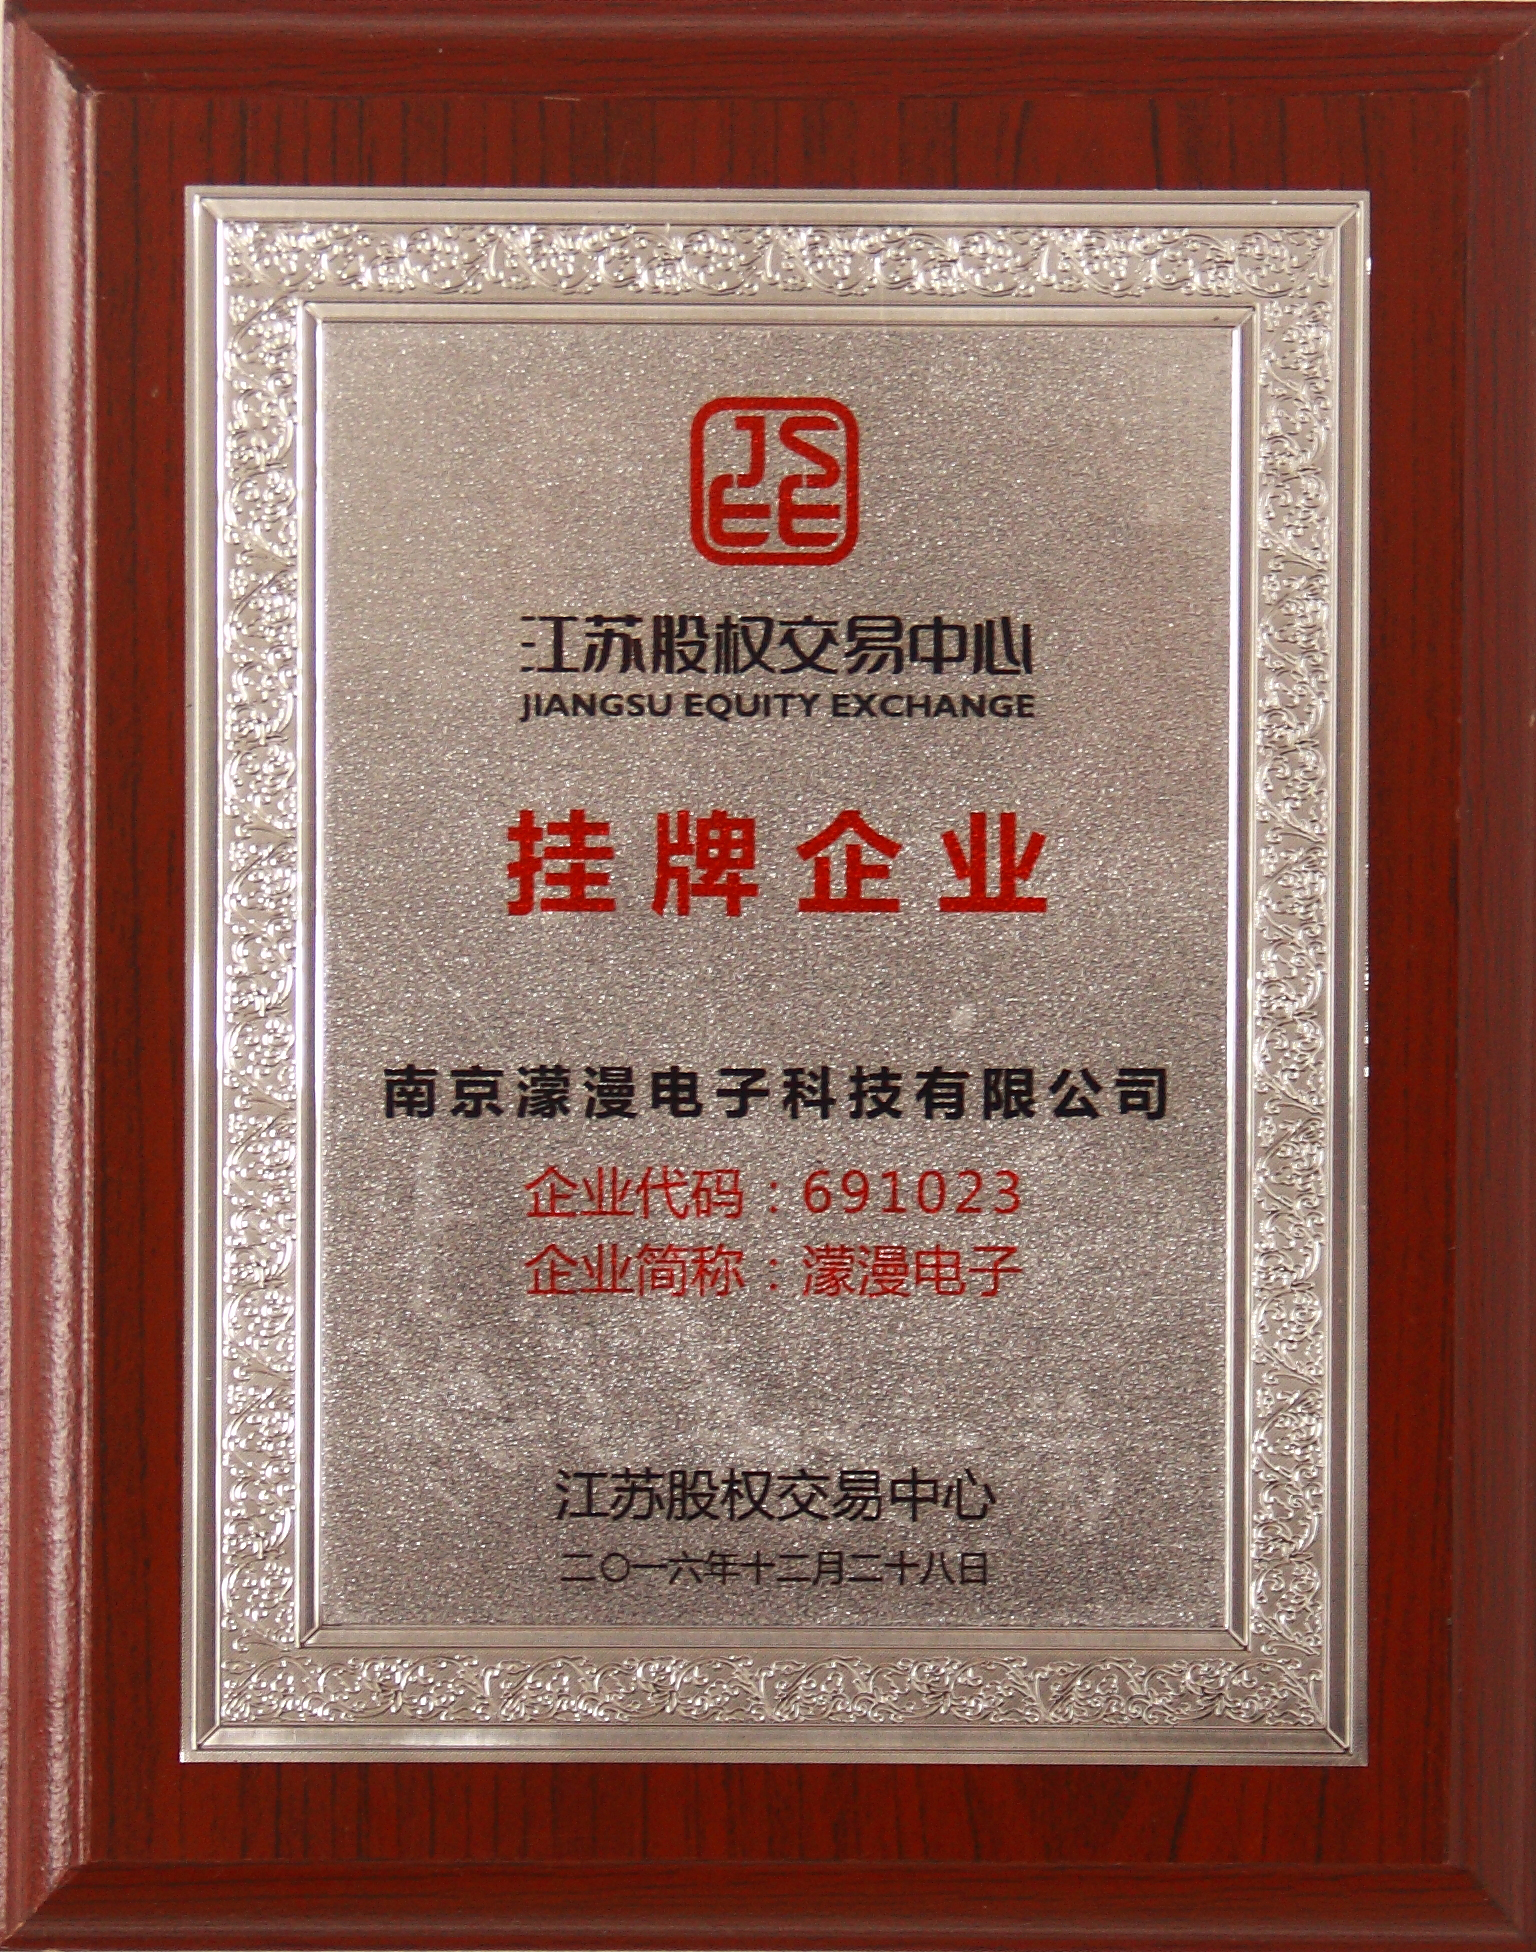 JS
EE
江苏股权交易中心
JIANGSU EQUITY EXCHANGE
挂牌企业
南京濛漫电子科技有限公司
企业代码：691023
企业简称：濛漫电子
江苏股权交易中心
二〇一六年十二月二十八日